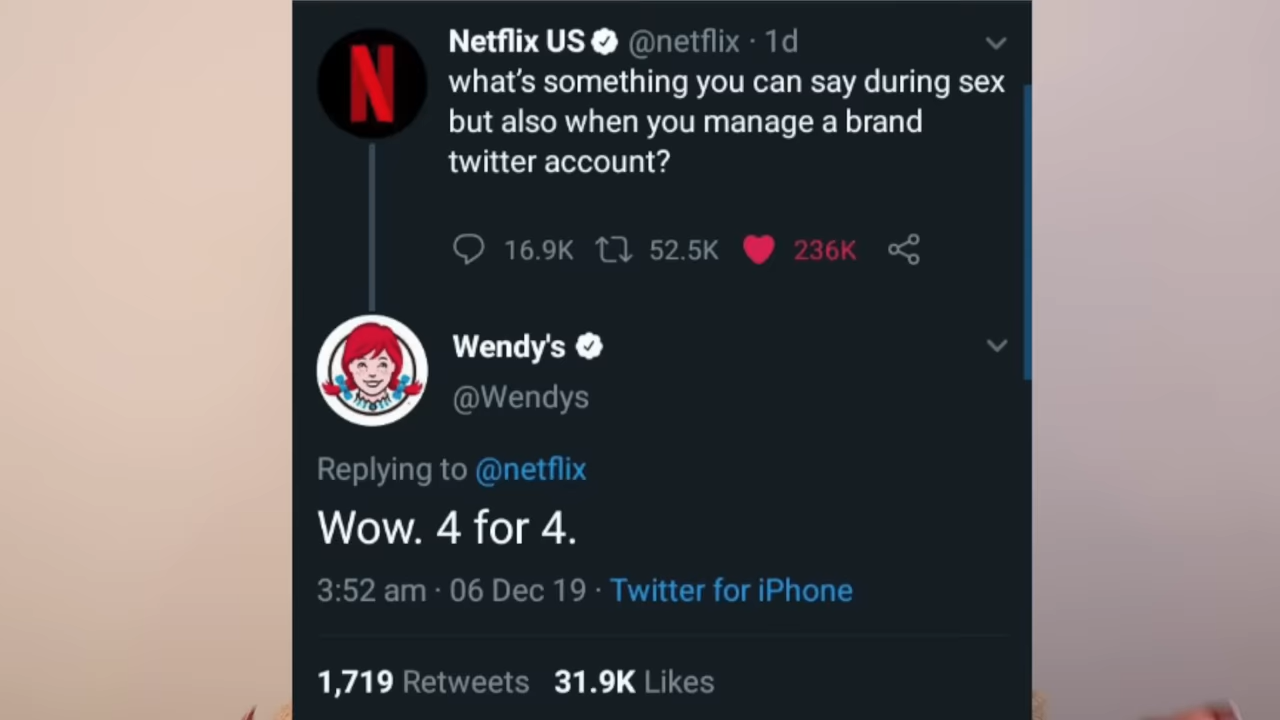 Netflix US @netflix · 1d
what's something you can say during sex
but also when you manage a brand
twitter account?
16.9K 52.5K 236K
Wendy's
@Wendys
Replying to @netflix
Wow. 4 for 4.
3:52 am · 06 Dec 19 · Twitter for iPhone
1,719 Retweets 31.9K Likes